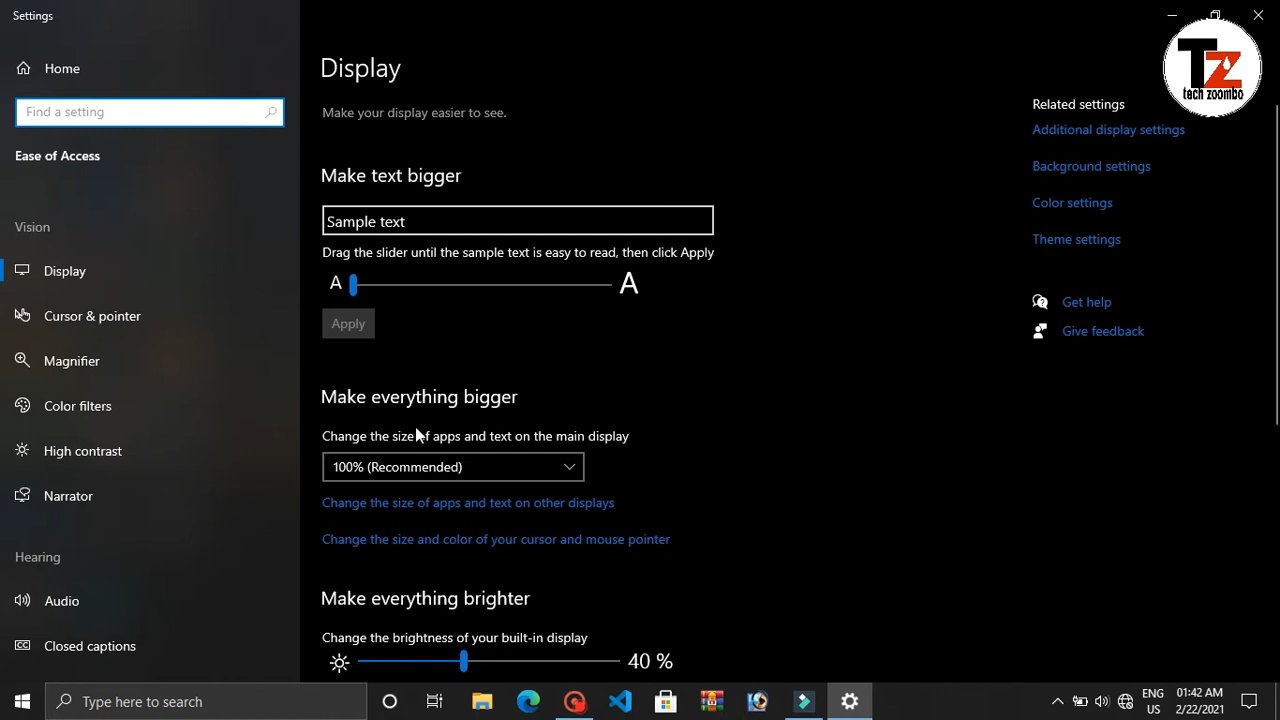 Settings
Home
Find a setting
Ease of Access
Vision
Display
Cursor & pointer
Magnifier
Color filters
High contrast
Narrator
Hearing
Audio
Closed captions
Display
Make your display easier to see.
Make text bigger
Sample text
Drag the slider until the sample text is easy to read, then click Apply
A A
Apply
Make everything bigger
Change the size of apps and text on the main display
100% (Recommended)
Change the size of apps and text on other displays
Change the size and color of your cursor and mouse pointer
Make everything brighter
Change the brightness of your built-in display
40 %
Related settings
Additional display settings
Background settings
Color settings
Theme settings
Get help
Give feedback
TZ
tech zoombo
Type here to search
ENG
US
01:42 AM
2/22/2021